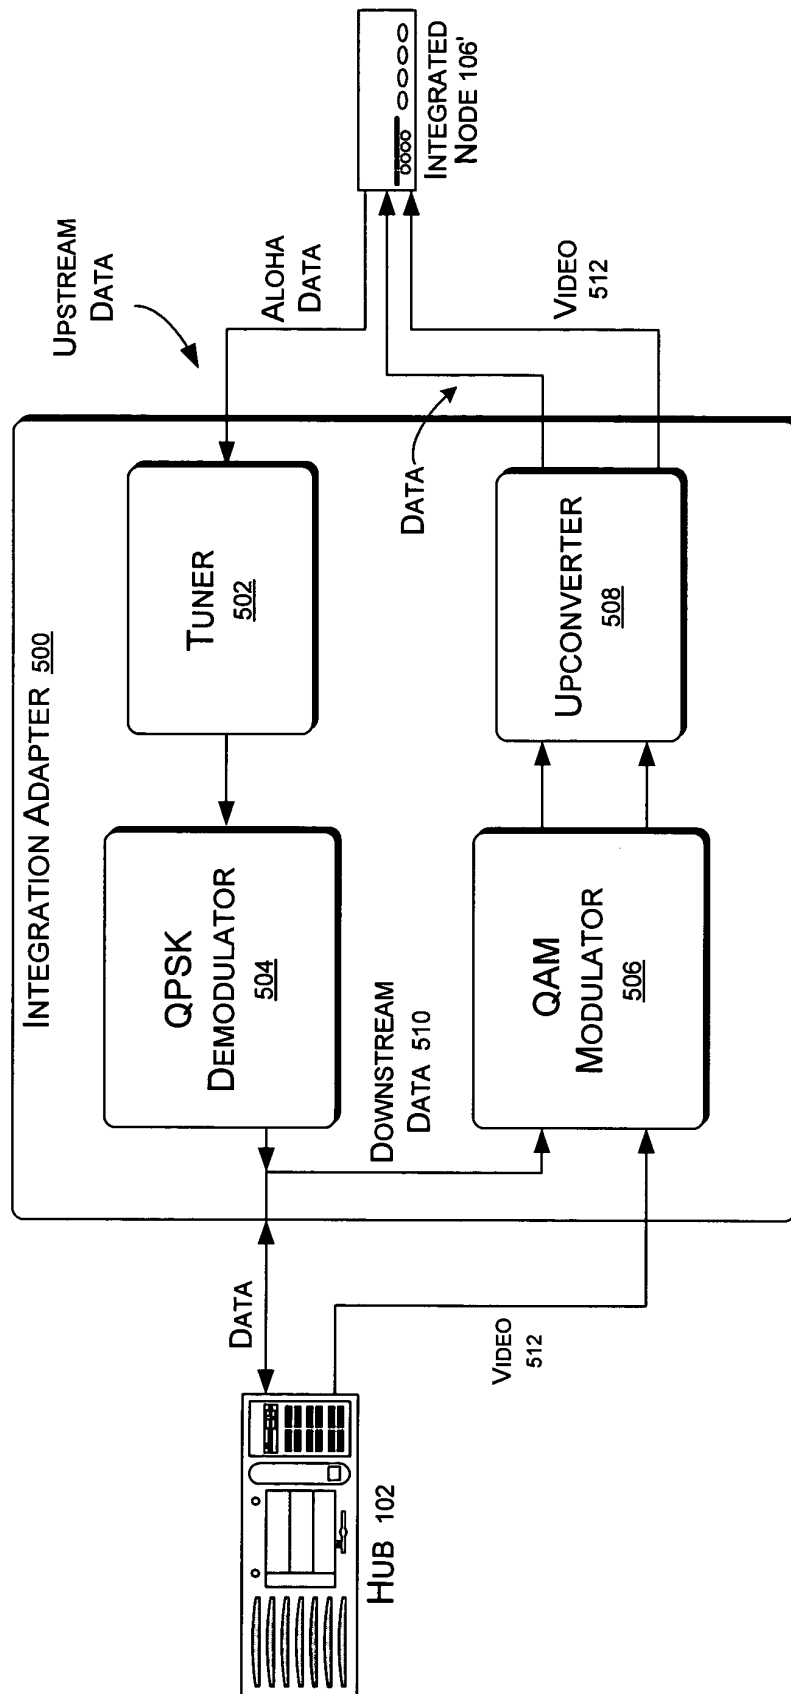 INTEGRATION ADAPTER 500
UPSTREAM
DATA
ALOHA
DATA
TUNER
502
QPSK
DEMODULATOR
504
DATA
HUB 102
DOWNSTREAM
DATA 510
QAM
MODULATOR
506
UPCONVERTER
508
DATA
VIDEO
512
VIDEO
512
INTEGRATED
NODE 106'